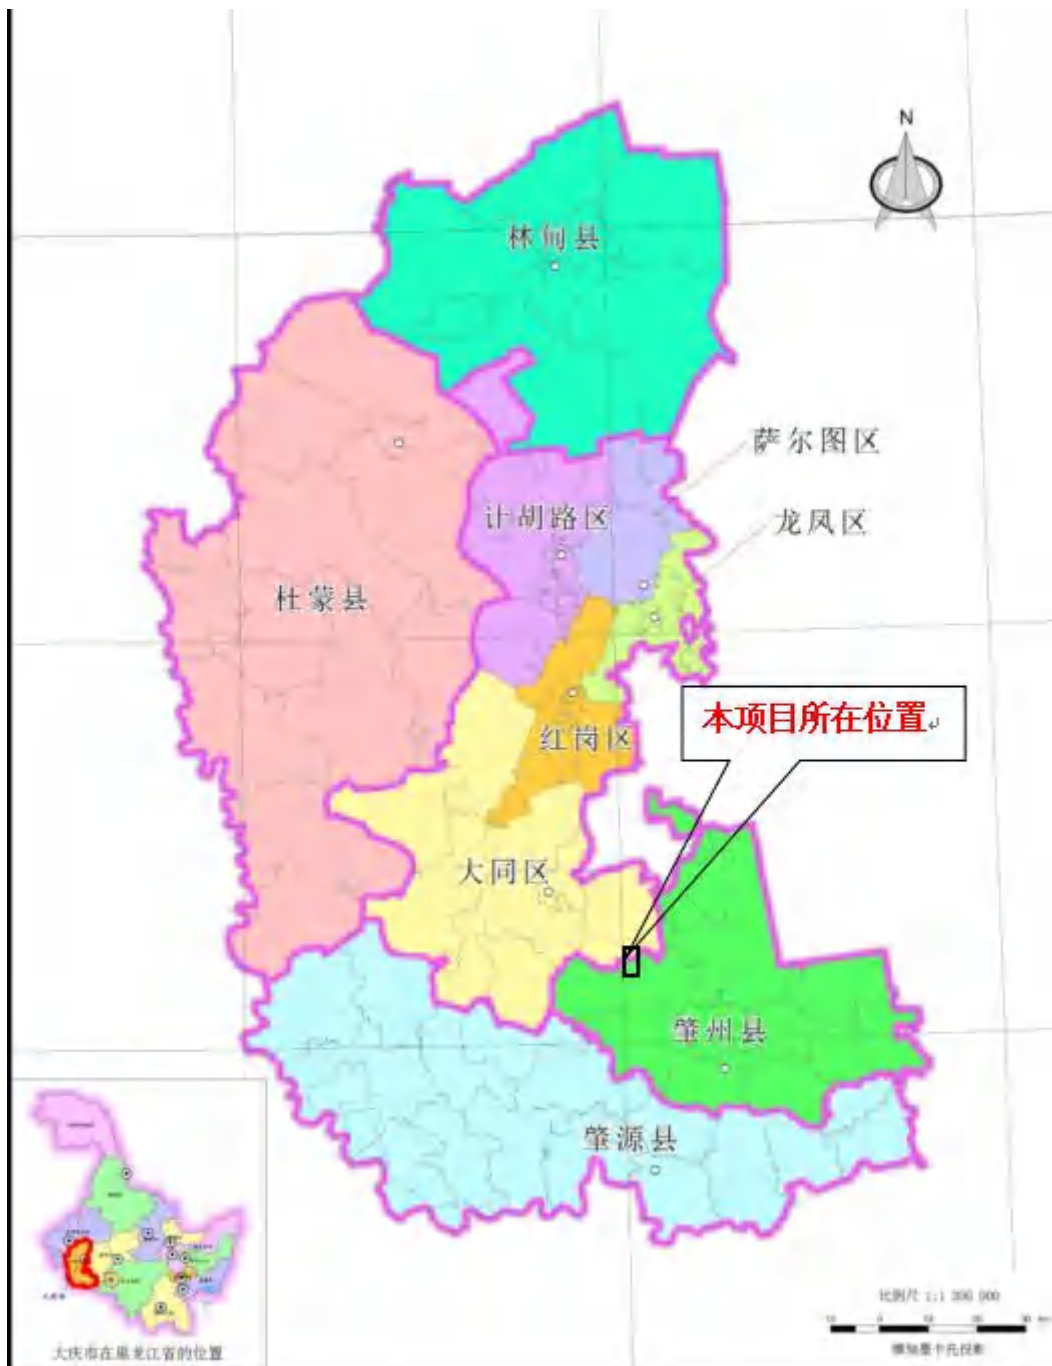 N
林甸县
萨尔图区
计胡路区
龙凤区
杜蒙县
本项目所在位置
红岗区
大同区
肇州县
肇源县
大庆市在黑龙江省的位置